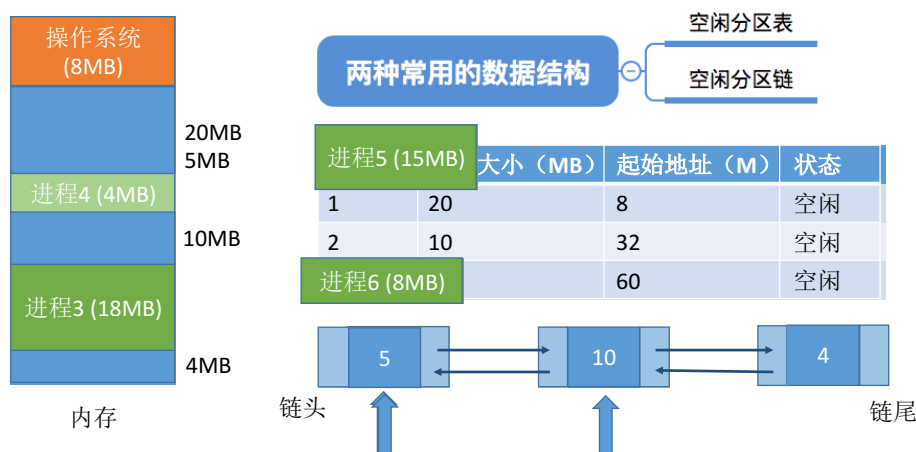 操作系统
(8MB)
20MB
5MB
进程4 (4MB)
10MB
进程3 (18MB)
4MB
内存
两种常用的数据结构
空闲分区表
空闲分区链
进程5 (15MB)
大小（MB） 起始地址（M） 状态
1 20 8 空闲
2 10 32 空闲
进程6 (8MB) 60 空闲
5 10 4
链头 链尾